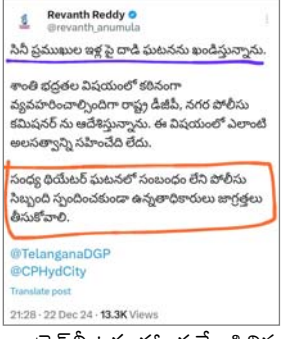 Revanth Reddy
@revanth_anumula
సినీ ప్రముఖుల ఇళ్ల పై దాడి ఘటనను ఖండిస్తున్నాను.
శాంతి భద్రతల విషయంలో కఠినంగా
వ్యవహరించాల్సిందిగా రాష్ట్ర డీజీపీ, నగర పోలీసు
కమిషనర్ ను ఆదేశిస్తున్నాను. ఈ విషయంలో ఎలాంటి
అలసత్వాన్ని సహించేది లేదు.
సంధ్య థియేటర్ ఘటనలో సంబంధం లేని పోలీసు
సిబ్బంది స్పందించకుండా ఉన్నతాధికారులు జాగ్రత్తలు
తీసుకోవాలి.
@TelanganaDGP
@CPHydCity
Translate post
21:28 · 22 Dec 24 · 13.3K Views